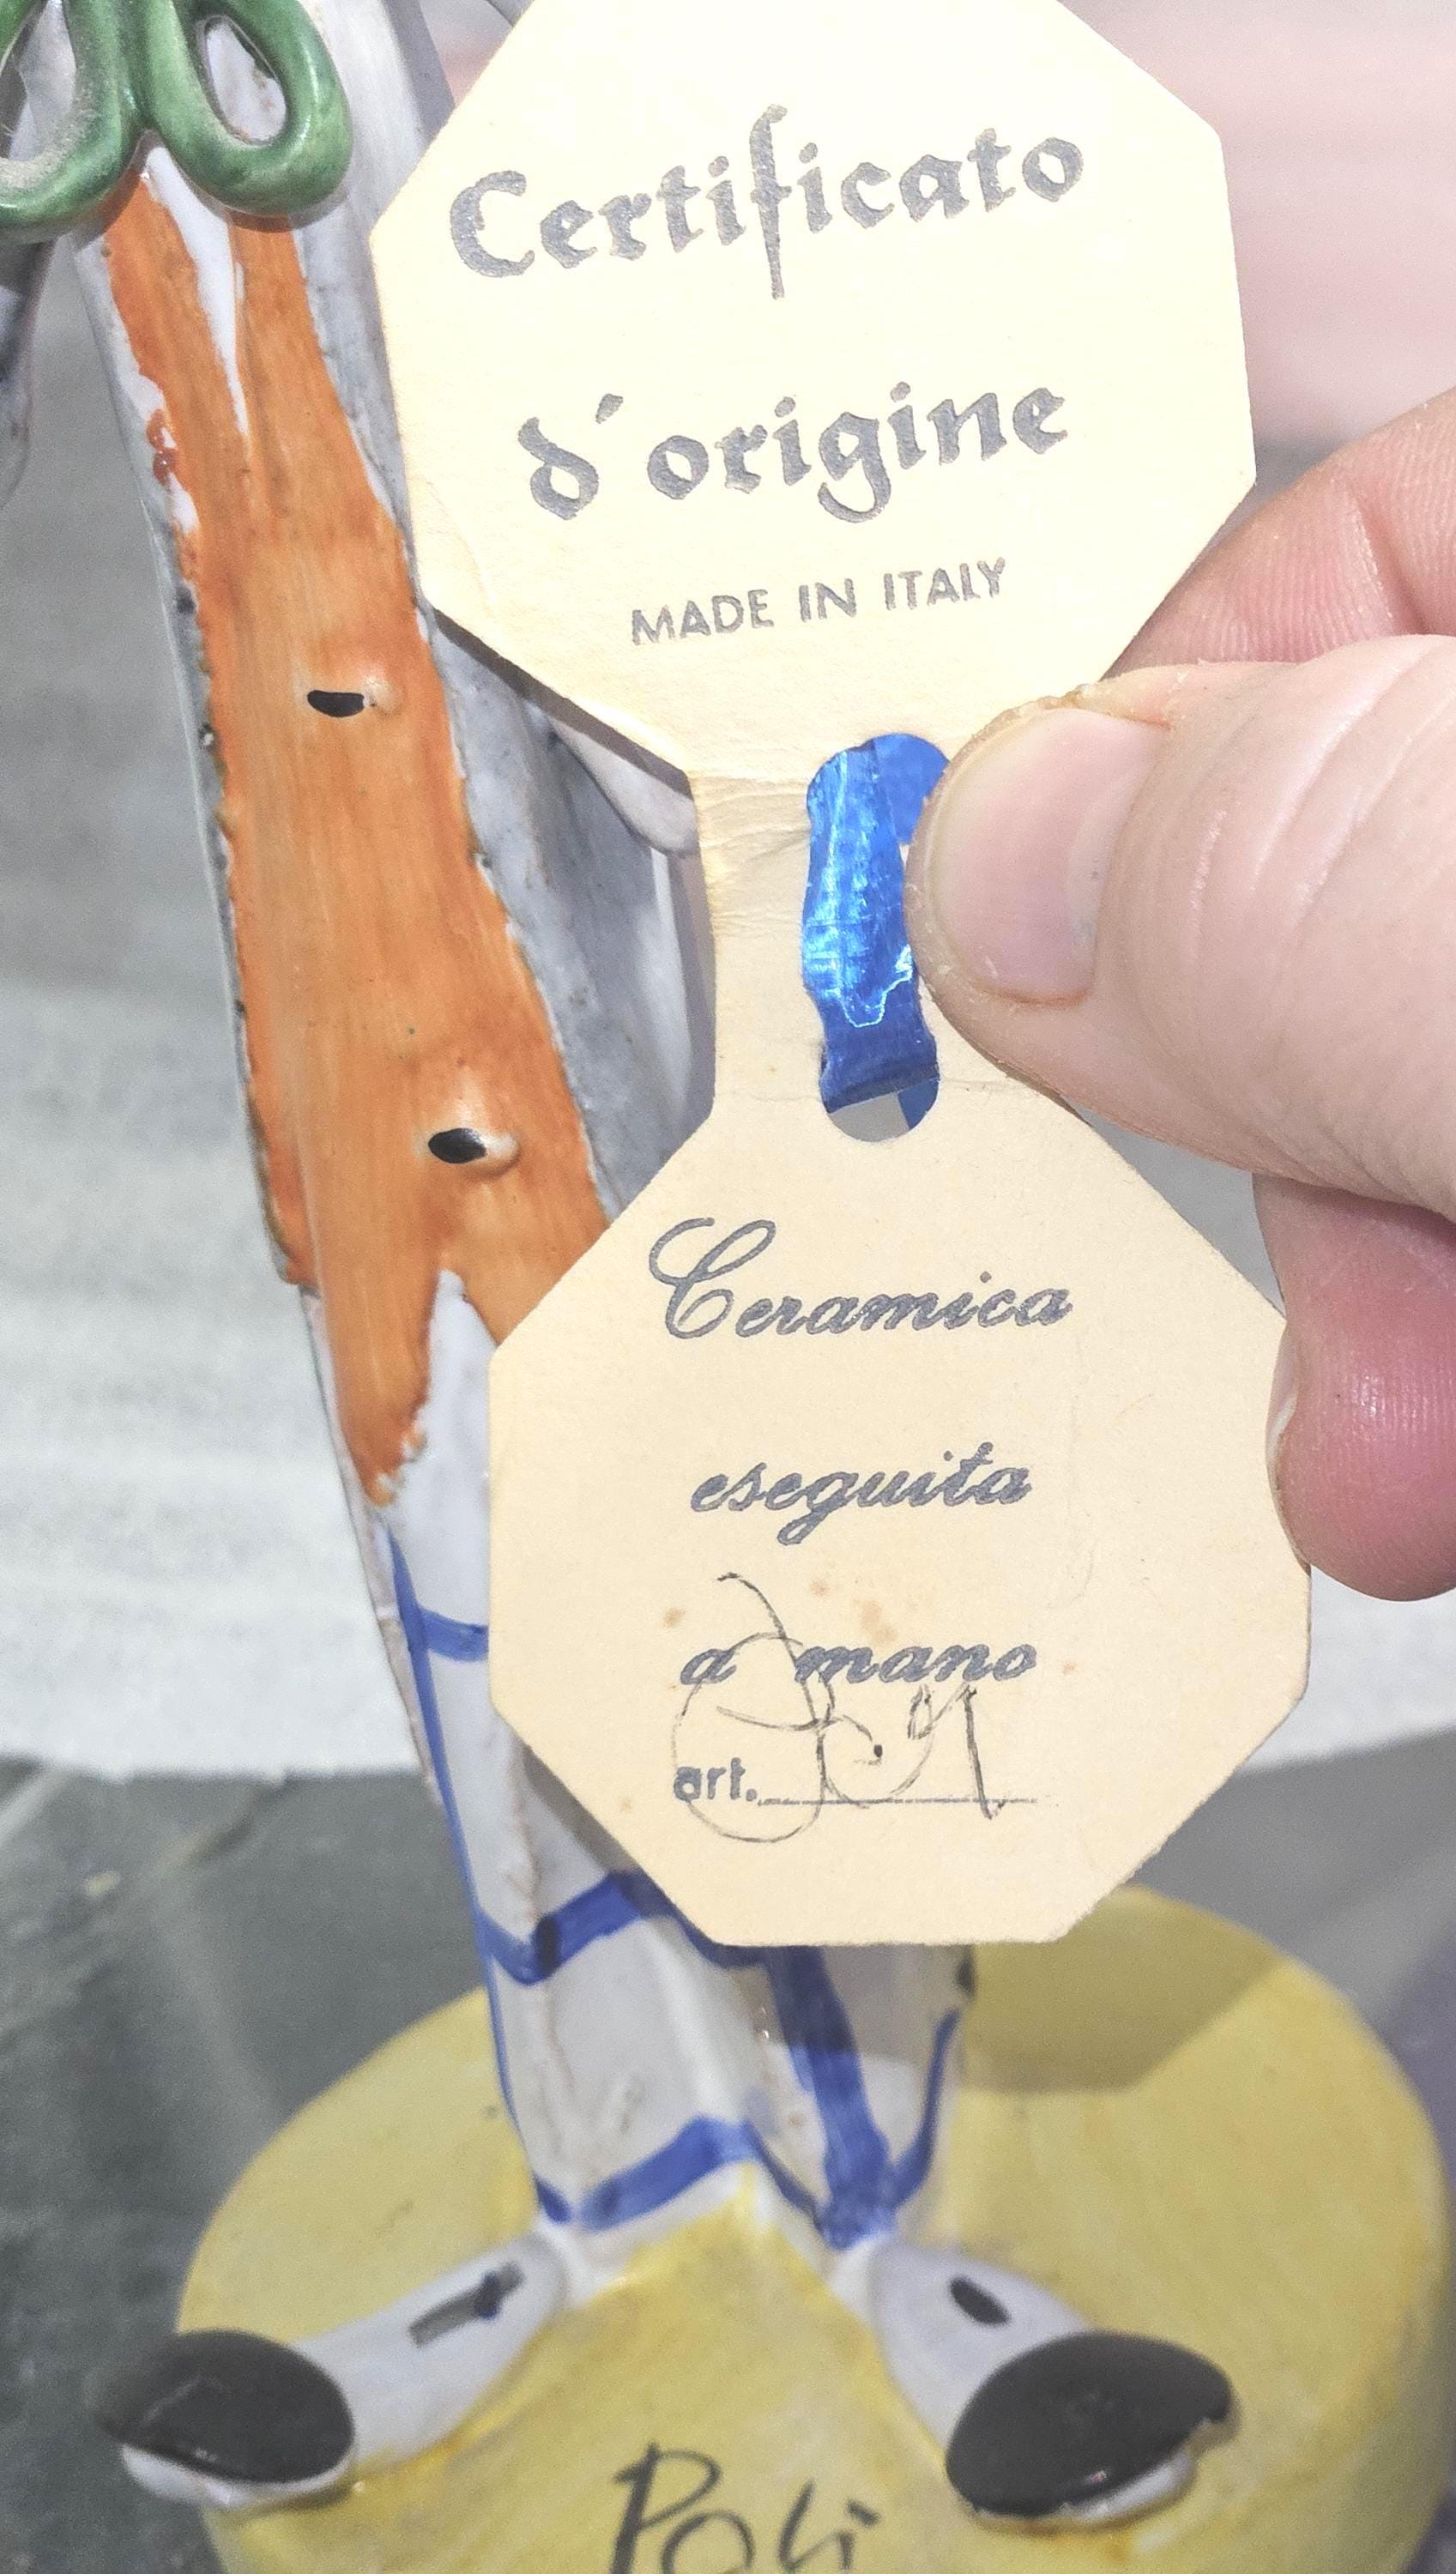 Certificato
d'origine
MADE IN ITALY
Ceramica
eseguita
a mano
art.
Poli